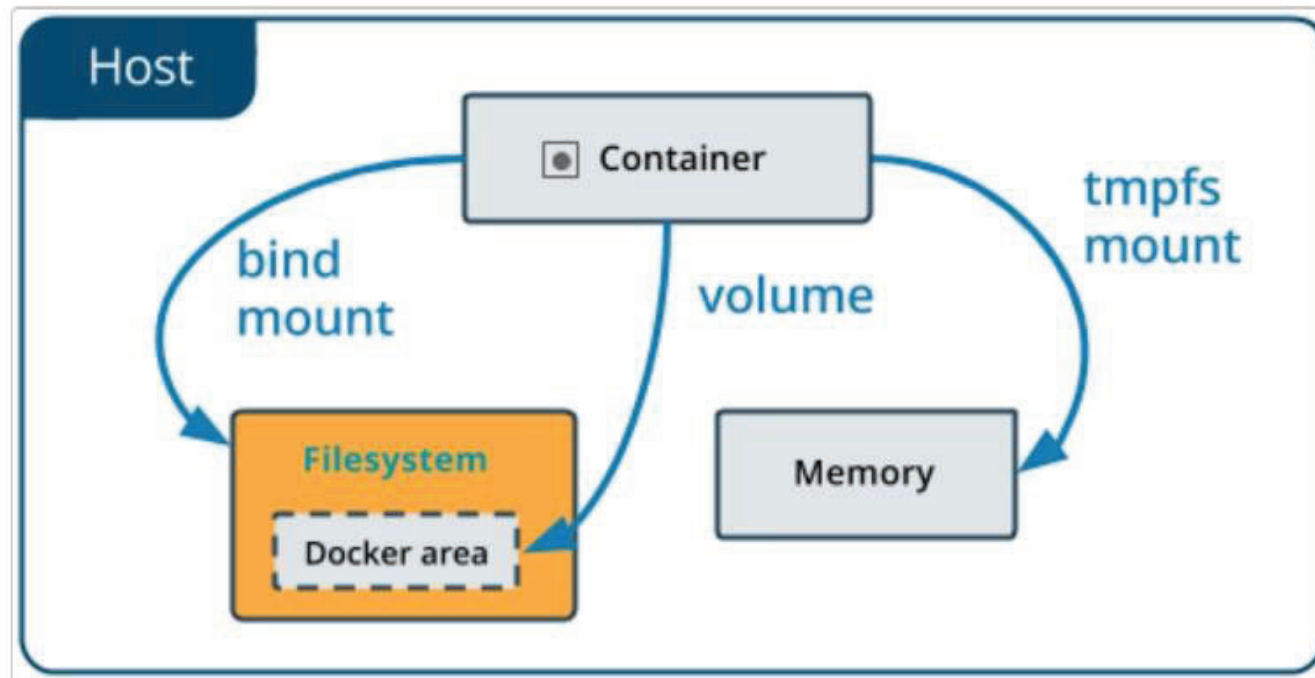 Host
Container
bind
mount
volume
tmpfs
mount
Filesystem
Docker area
Memory